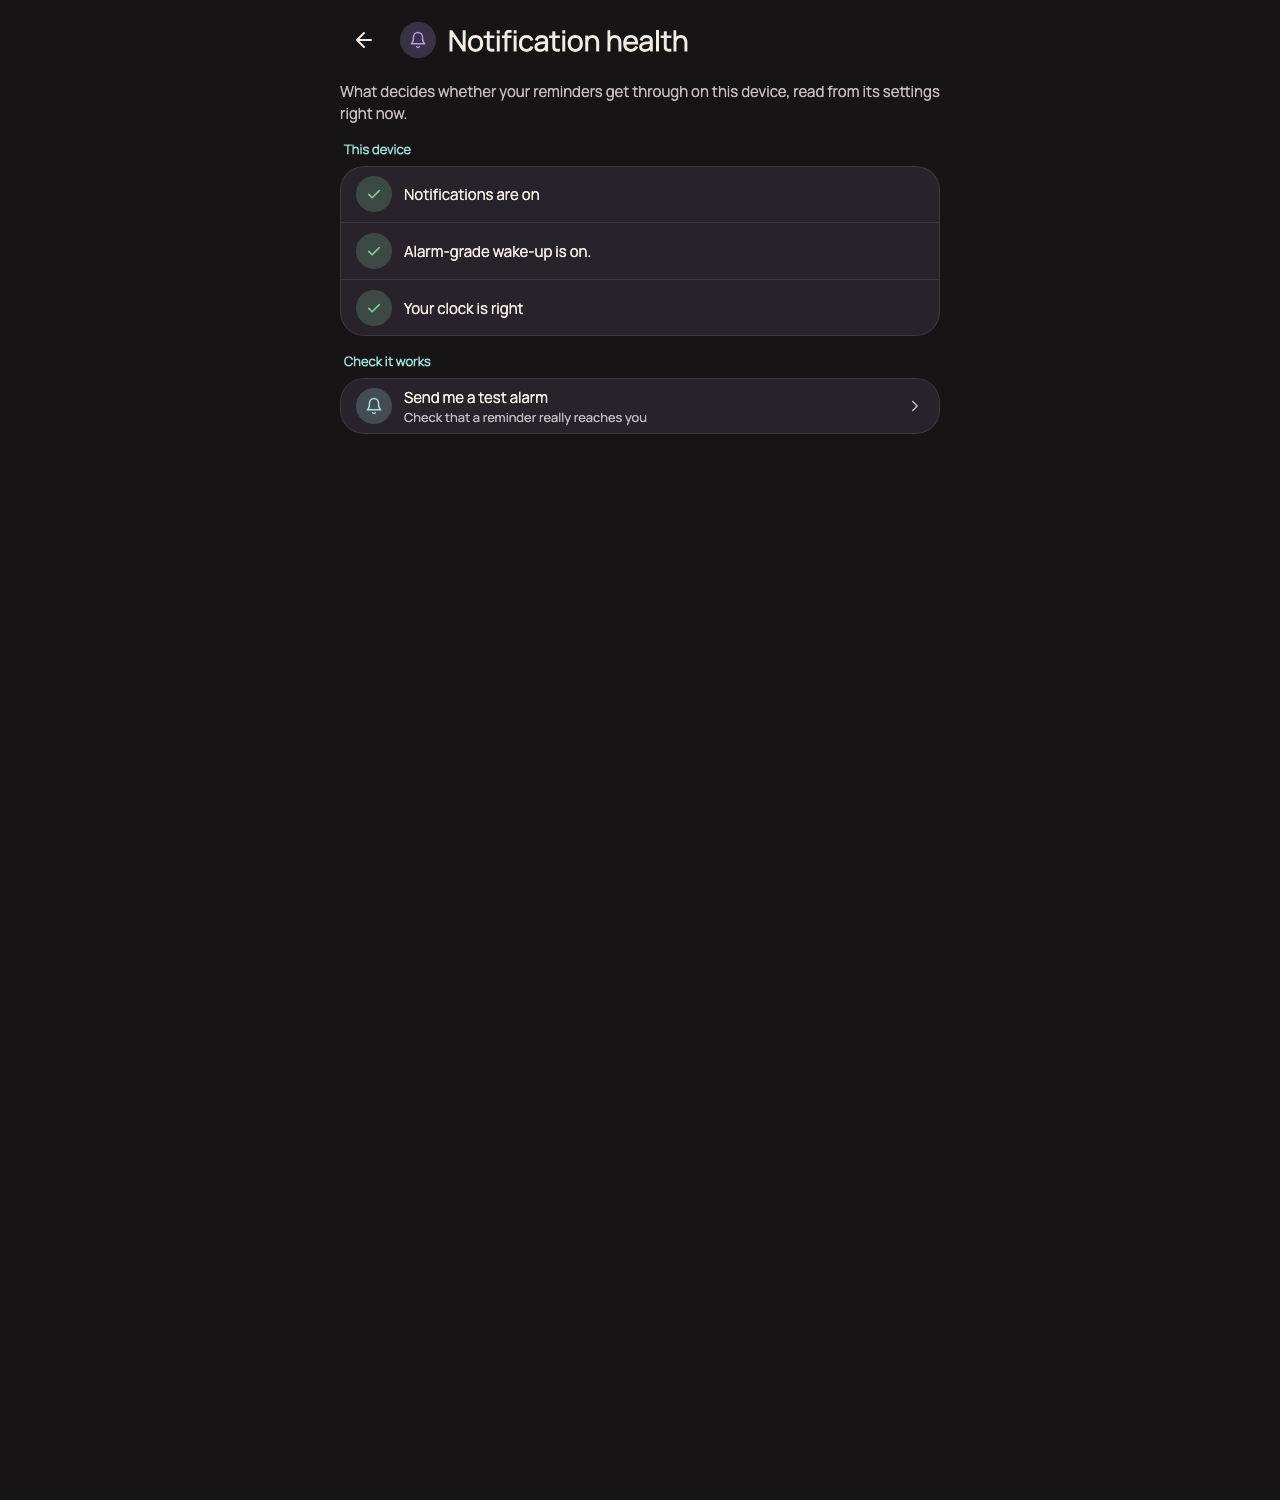 Notification health
What decides whether your reminders get through on this device, read from its settings
right now.
This device
Notifications are on
Alarm-grade wake-up is on.
Your clock is right
Check it works
Send me a test alarm
Check that a reminder really reaches you